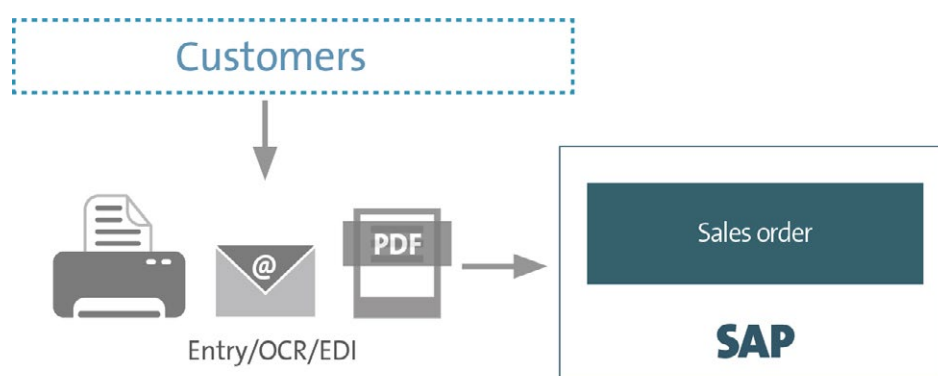 Customers
@
PDF
Entry/OCR/EDI
Sales order
SAP